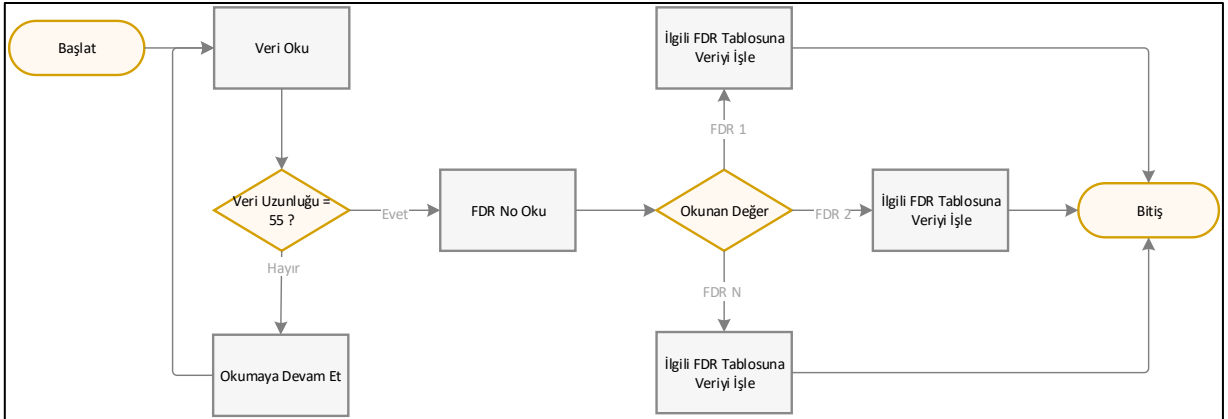 Başlat
Veri Oku
Veri Uzunluğu =
55 ?
Evet
Hayır
Okumaya Devam Et
FDR No Oku
Okunan Değer
FDR 1
İlgili FDR Tablosuna
Veriyi İşle
FDR 2
İlgili FDR Tablosuna
Veriyi İşle
FDR N
İlgili FDR Tablosuna
Veriyi İşle
Bitiş